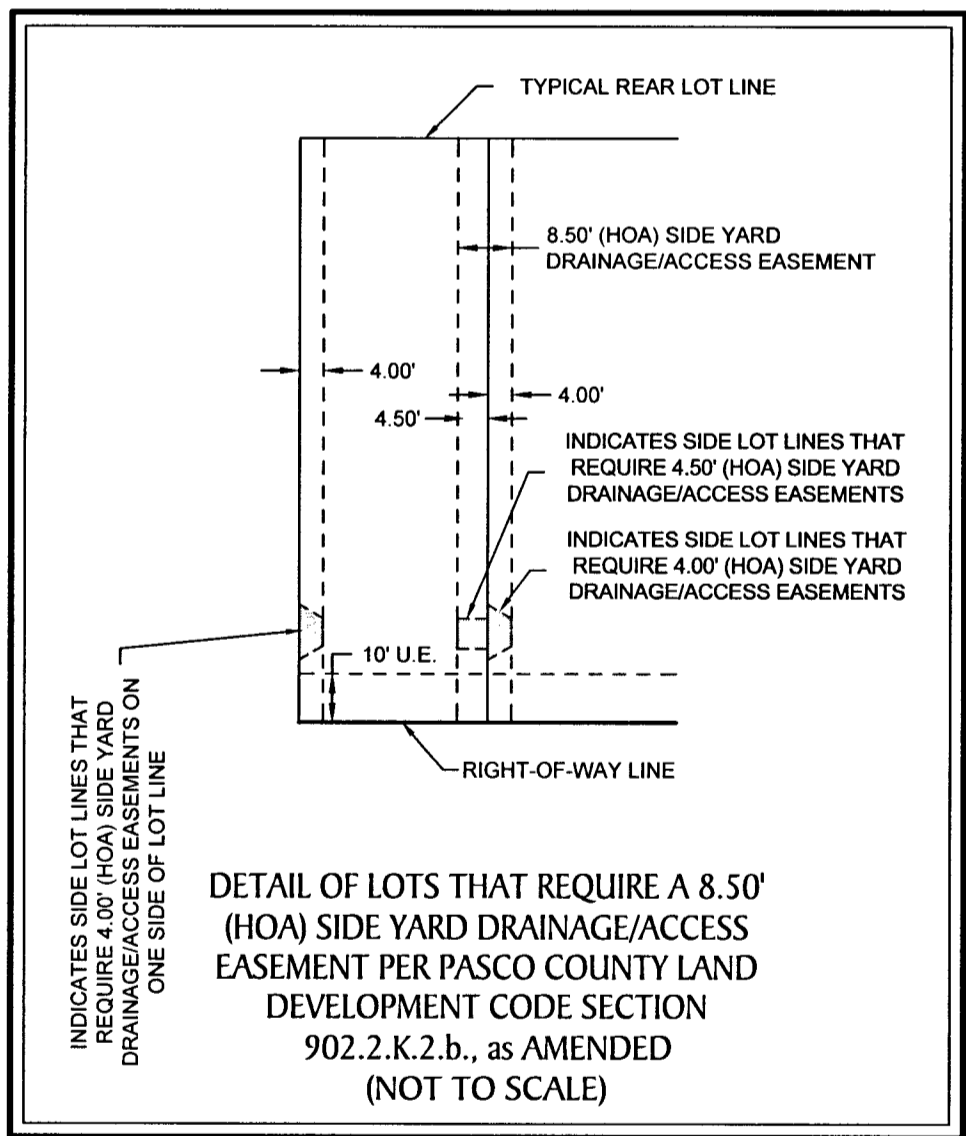 TYPICAL REAR LOT LINE
8.50' (HOA) SIDE YARD
DRAINAGE/ACCESS EASEMENT
4.00'
4.00'
4.50'
INDICATES SIDE LOT LINES THAT
REQUIRE 4.50' (HOA) SIDE YARD
DRAINAGE/ACCESS EASEMENTS
INDICATES SIDE LOT LINES THAT
REQUIRE 4.00' (HOA) SIDE YARD
DRAINAGE/ACCESS EASEMENTS
10' U.E.
RIGHT-OF-WAY LINE
INDICATES SIDE LOT LINES THAT
REQUIRE 4.00' (HOA) SIDE YARD
DRAINAGE/ACCESS EASEMENTS ON
ONE SIDE OF LOT LINE
DETAIL OF LOTS THAT REQUIRE A 8.50'
(HOA) SIDE YARD DRAINAGE/ACCESS
EASEMENT PER PASCO COUNTY LAND
DEVELOPMENT CODE SECTION
902.2.K.2.b., as AMENDED
(NOT TO SCALE)